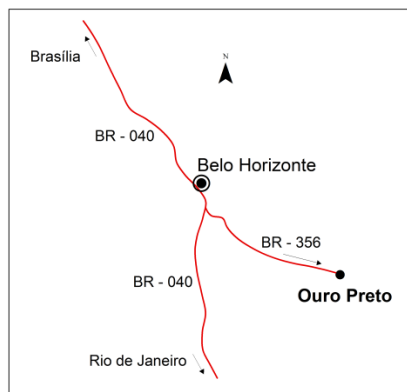 Brasília
N
BR - 040
Belo Horizonte
BR - 356
BR - 040
Ouro Preto
Rio de Janeiro